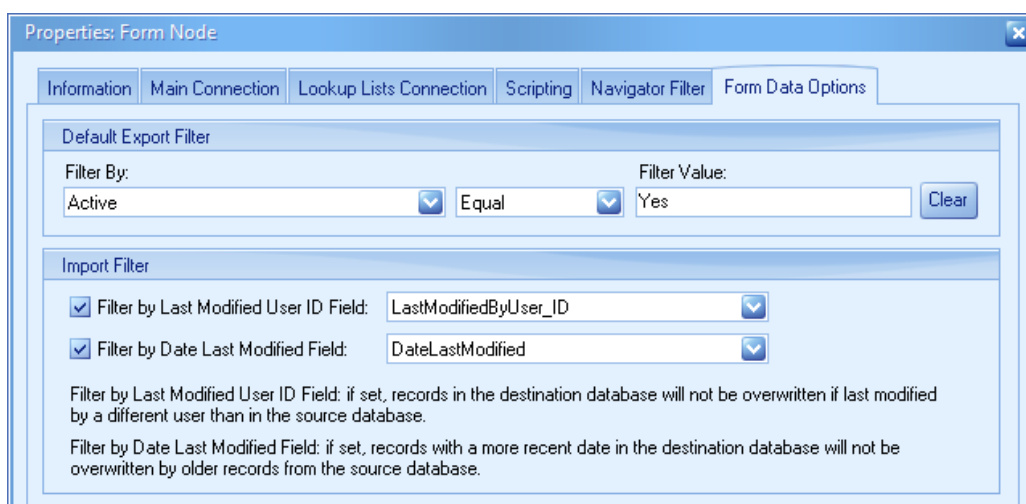 Properties: Form Node
Information Main Connection Lookup Lists Connection Scripting Navigator Filter Form Data Options
Default Export Filter
Filter By: Filter Value:
Active Equal Yes Clear
Import Filter
Filter by Last Modified User ID Field: LastModifiedByUser_ID
Filter by Date Last Modified Field: DateLastModified
Filter by Last Modified User ID Field: if set, records in the destination database will not be overwritten if last modified
by a different user than in the source database.
Filter by Date Last Modified Field: if set, records with a more recent date in the destination database will not be
overwritten by older records from the source database.